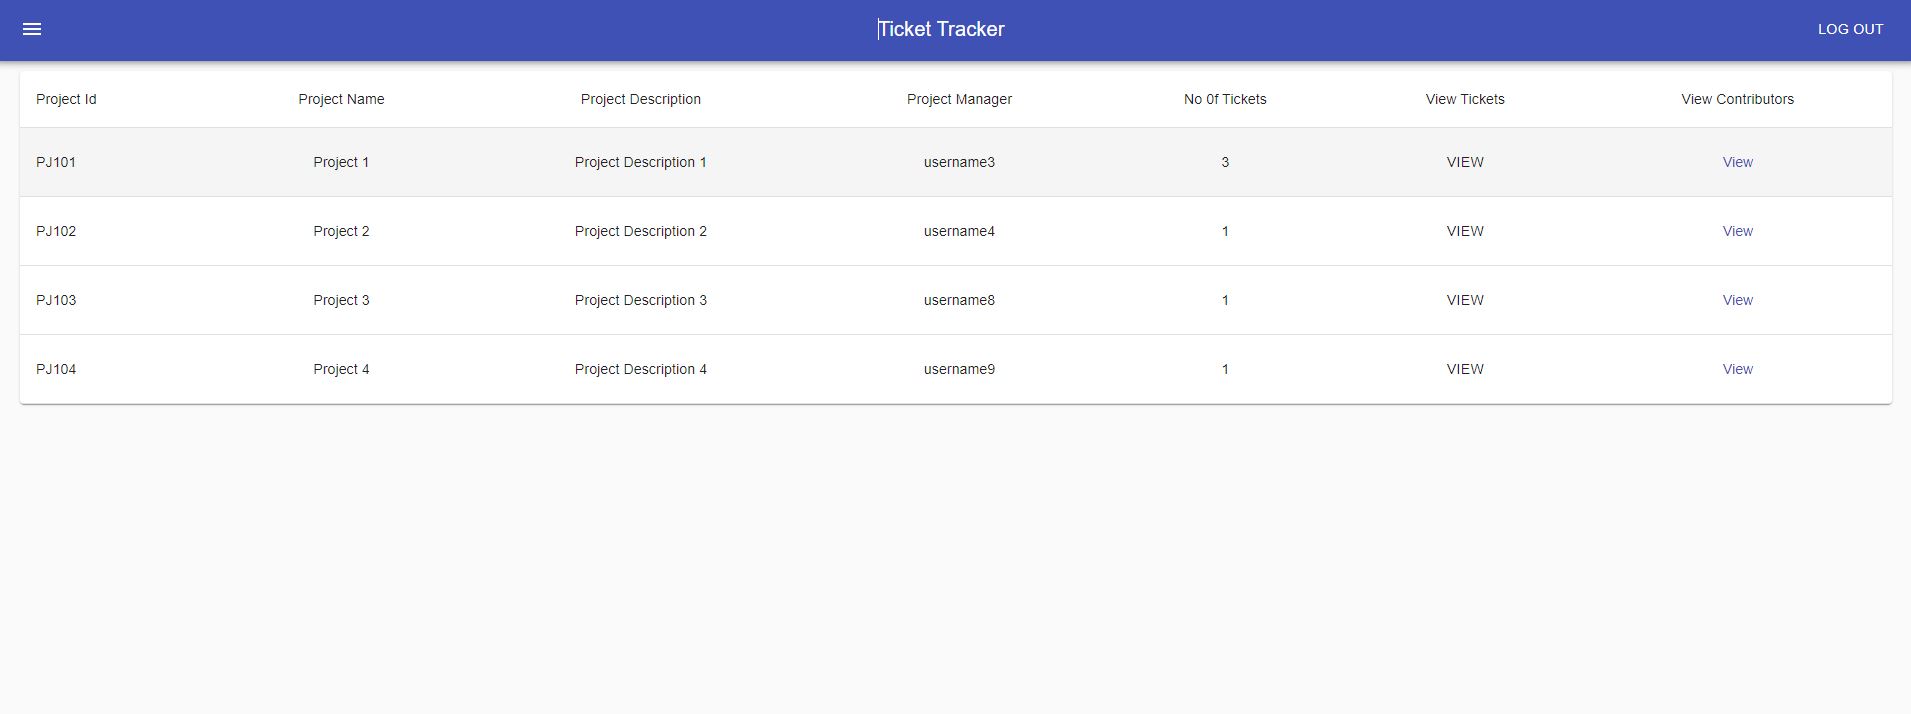 Ticket Tracker LOG OUT
Project Id Project Name Project Description Project Manager No 0f Tickets View Tickets View Contributors
PJ101 Project 1 Project Description 1 username3 3 VIEW View
PJ102 Project 2 Project Description 2 username4 1 VIEW View
PJ103 Project 3 Project Description 3 username8 1 VIEW View
PJ104 Project 4 Project Description 4 username9 1 VIEW View